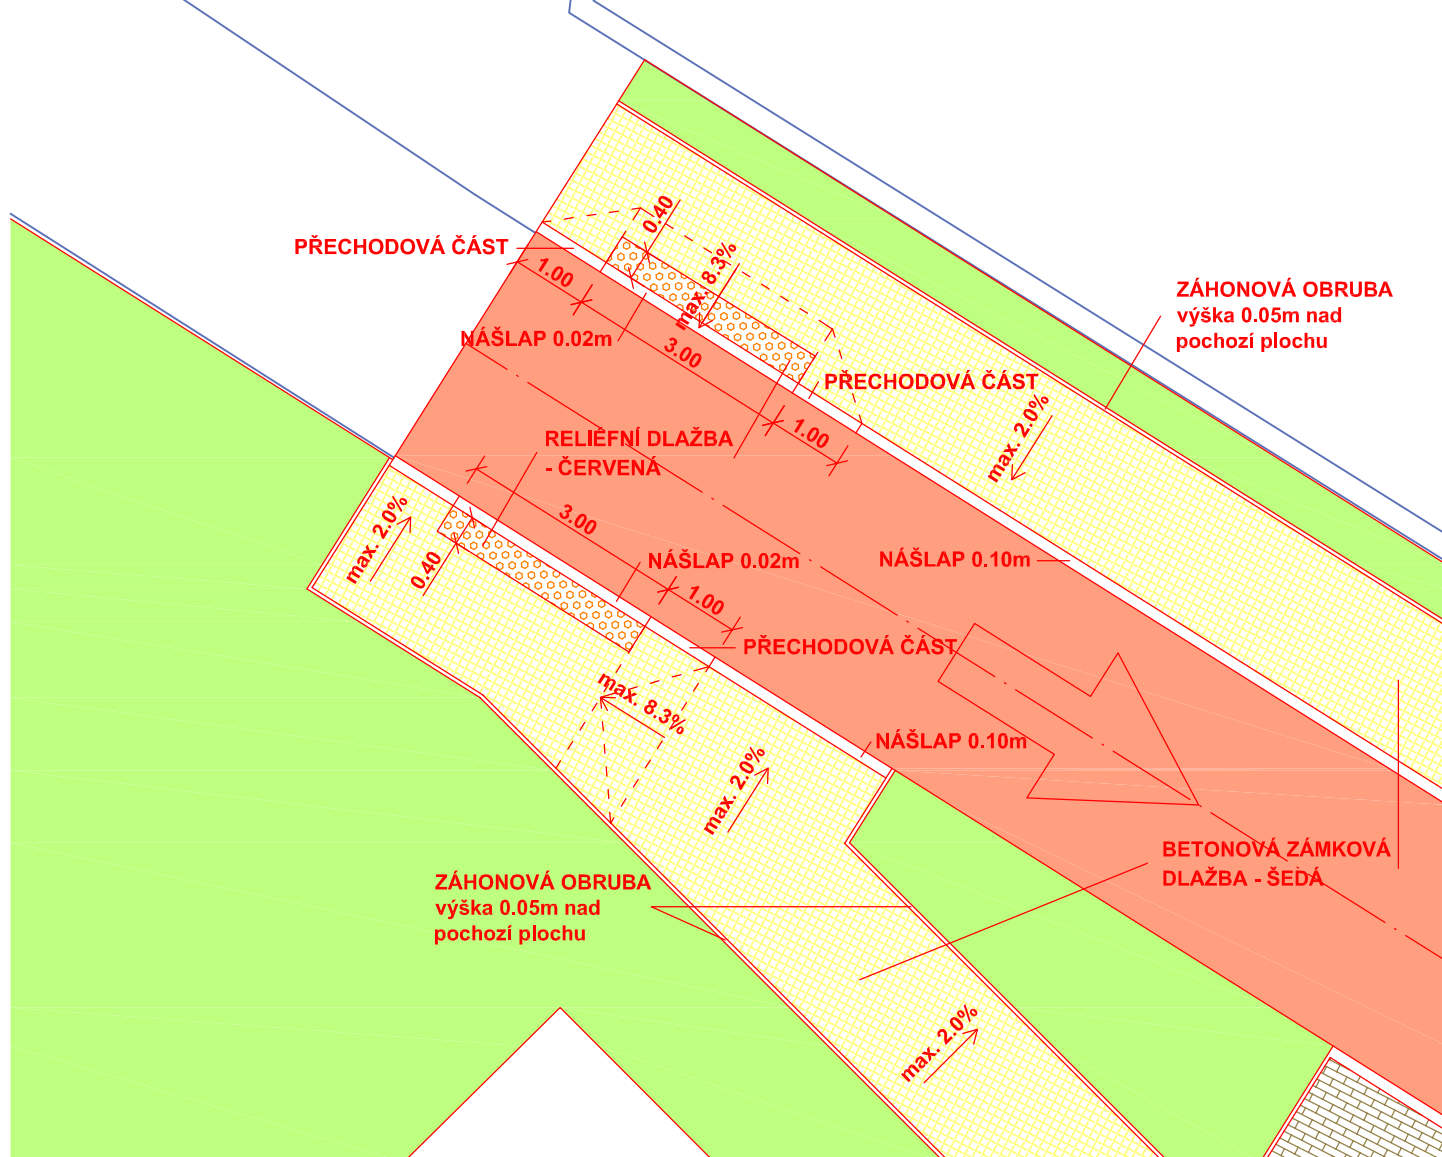 0.40
PŘECHODOVÁ ČÁST
1.00
max. 8.3%
ZÁHONOVÁ OBRUBA
výška 0.05m nad
pochozí plochu
NÁŠLAP 0.02m
3.00
PŘECHODOVÁ ČÁST
1.00
max. 2.0%
RELIÉFNÍ DLAŽBA
- ČERVENÁ
max. 2.0%
3.00
0.40
NÁŠLAP 0.02m
NÁŠLAP 0.10m
1.00
PŘECHODOVÁ ČÁST
max. 8.3%
NÁŠLAP 0.10m
max. 2.0%
BETONOVÁ ZÁMKOVÁ
DLAŽBA - ŠEDÁ
ZÁHONOVÁ OBRUBA
výška 0.05m nad
pochozí plochu
max. 2.0%